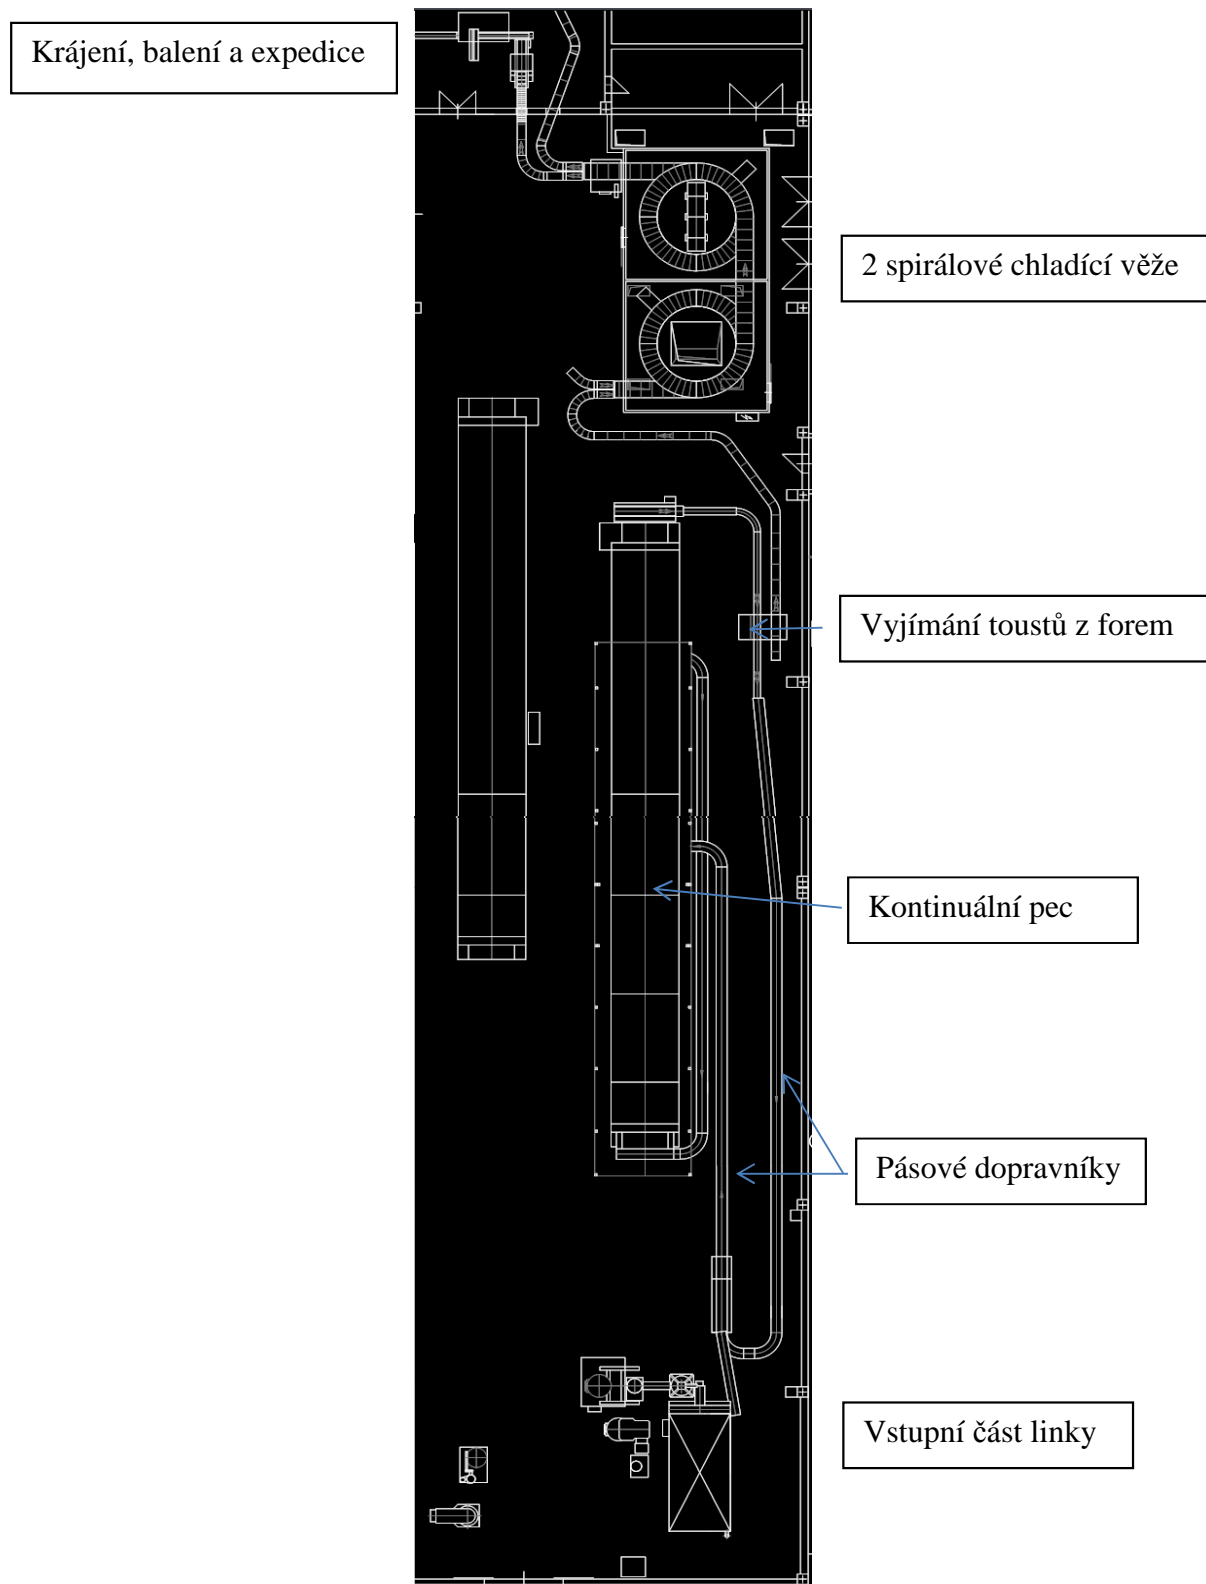 Krájení, balení a expedice
2 spirálové chladící věže
Vyjímání toustů z forem
Kontinuální pec
Pásové dopravníky
Vstupní část linky